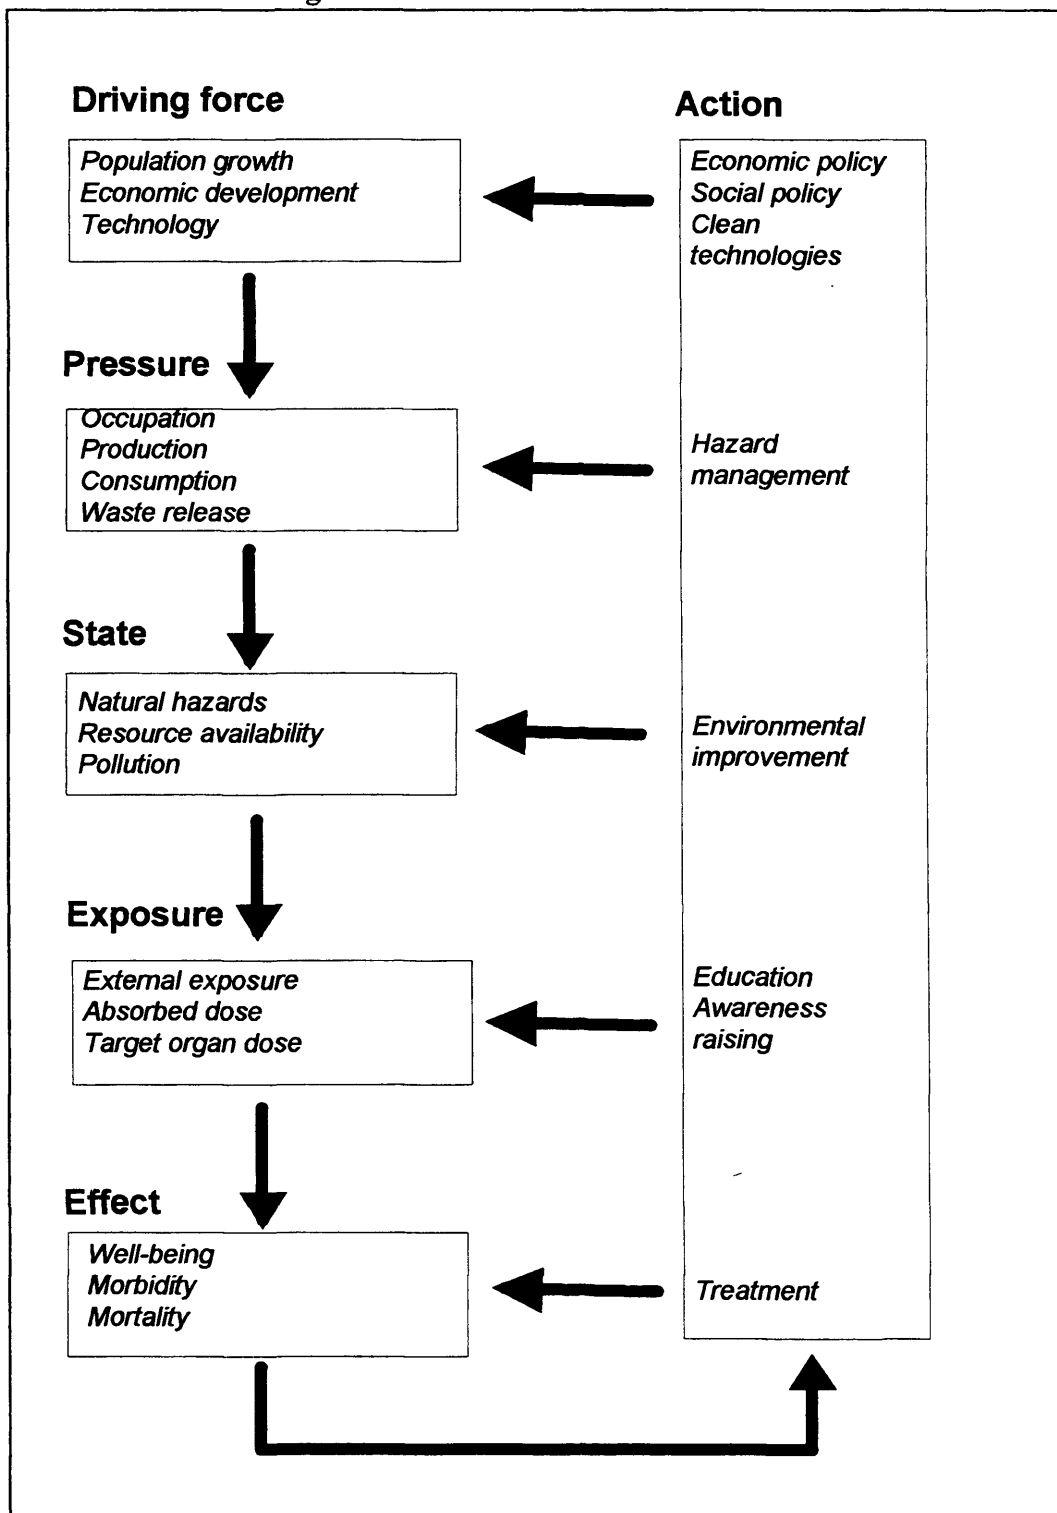 Driving force
Population growth
Economic development
Technology
Pressure
Occupation
Production
Consumption
Waste release
State
Natural hazards
Resource availability
Pollution
Exposure
External exposure
Absorbed dose
Target organ dose
Effect
Well-being
Morbidity
Mortality
Action
Economic policy
Social policy
Clean
technologies
Hazard
management
Environmental
improvement
Education
Awareness
raising
Treatment